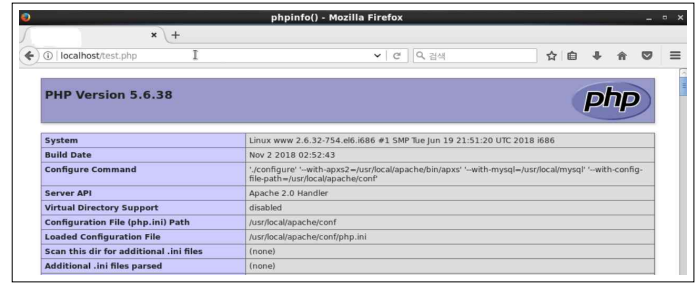 phpinfo() - Mozilla Firefox
localhost/test.php
검색
PHP Version 5.6.38
php
System Linux www 2.6.32-754.el6.i686 #1 SMP Tue Jun 19 21:51:20 UTC 2018 i686
Build Date Nov 2 2018 02:52:43
Configure Command './configure' '--with-apxs2=/usr/local/apache/bin/apxs' '--with-mysql=/usr/local/mysql' '--with-config-
file-path=/usr/local/apache/conf'
Server API Apache 2.0 Handler
Virtual Directory Support disabled
Configuration File (php.ini) Path /usr/local/apache/conf
Loaded Configuration File /usr/local/apache/conf/php.ini
Scan this dir for additional .ini files (none)
Additional .ini files parsed (none)